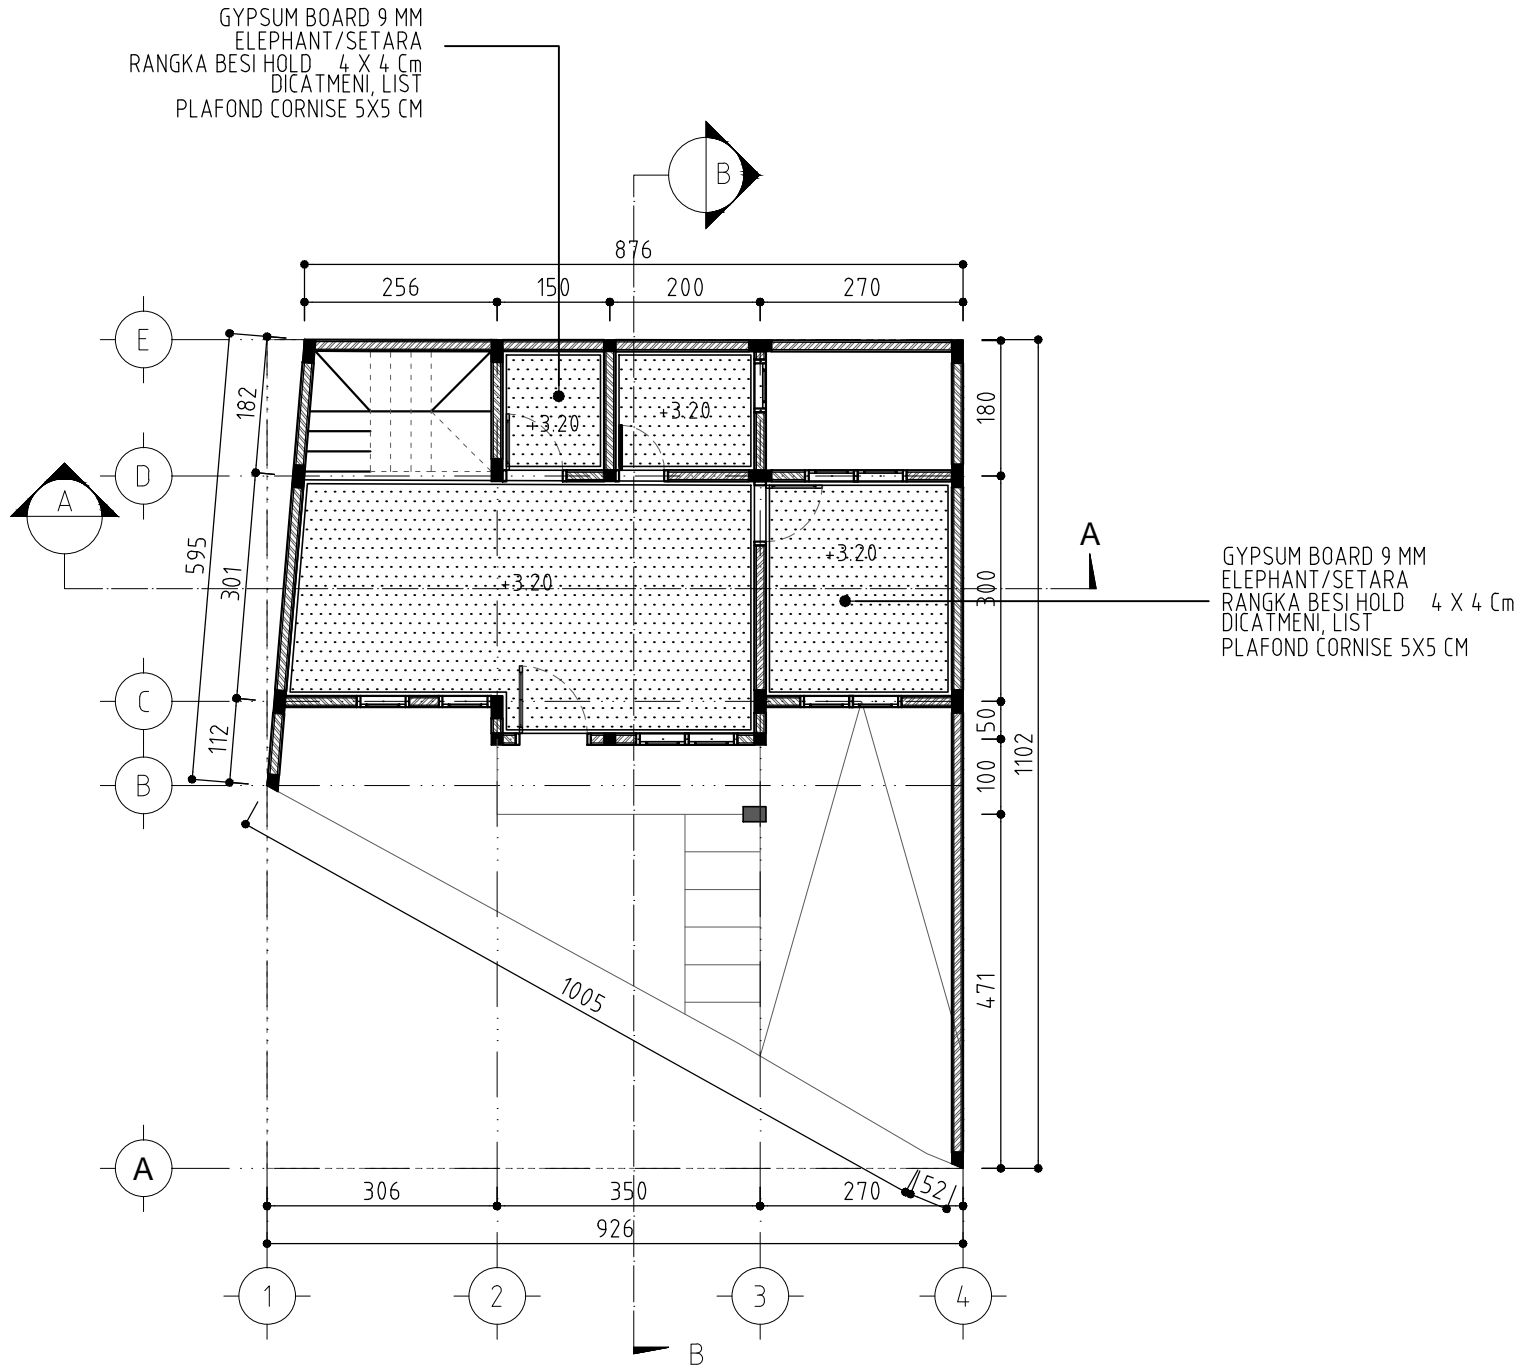 GYPSUM BOARD 9 MM
ELEPHANT/SETARA
RANGKA BESI HOLD 4 X 4 Cm
DICATMENI, LIST
PLAFOND CORNISE 5X5 CM
B
876
256
150
200
270
E
182
180
+3.20
+3.20
D
A
595
301
+3.20
+3.20
300
A
GYPSUM BOARD 9 MM
ELEPHANT/SETARA
RANGKA BESI HOLD 4 X 4 Cm
DICATMENI, LIST
PLAFOND CORNISE 5X5 CM
C
112
50
1102
B
100
1005
471
A
306
350
270
52
926
1
2
3
4
B